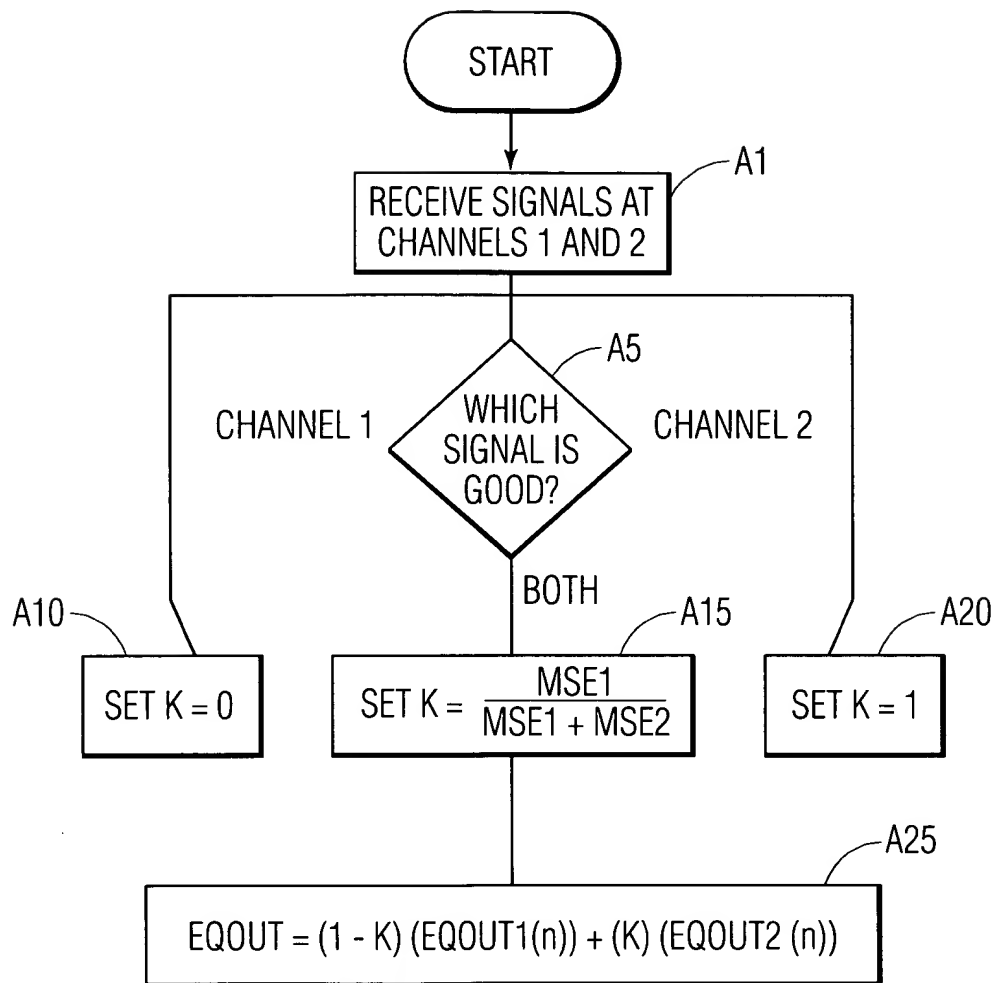 START
A1
RECEIVE SIGNALS AT
CHANNELS 1 AND 2
A5
CHANNEL 1
WHICH
SIGNAL IS
GOOD?
CHANNEL 2
BOTH
A10
A15
A20
SET K = 0
SET K = MSE1
MSE1 + MSE2
SET K = 1
A25
EQOUT = (1 - K) (EQOUT1(n)) + (K) (EQOUT2 (n))